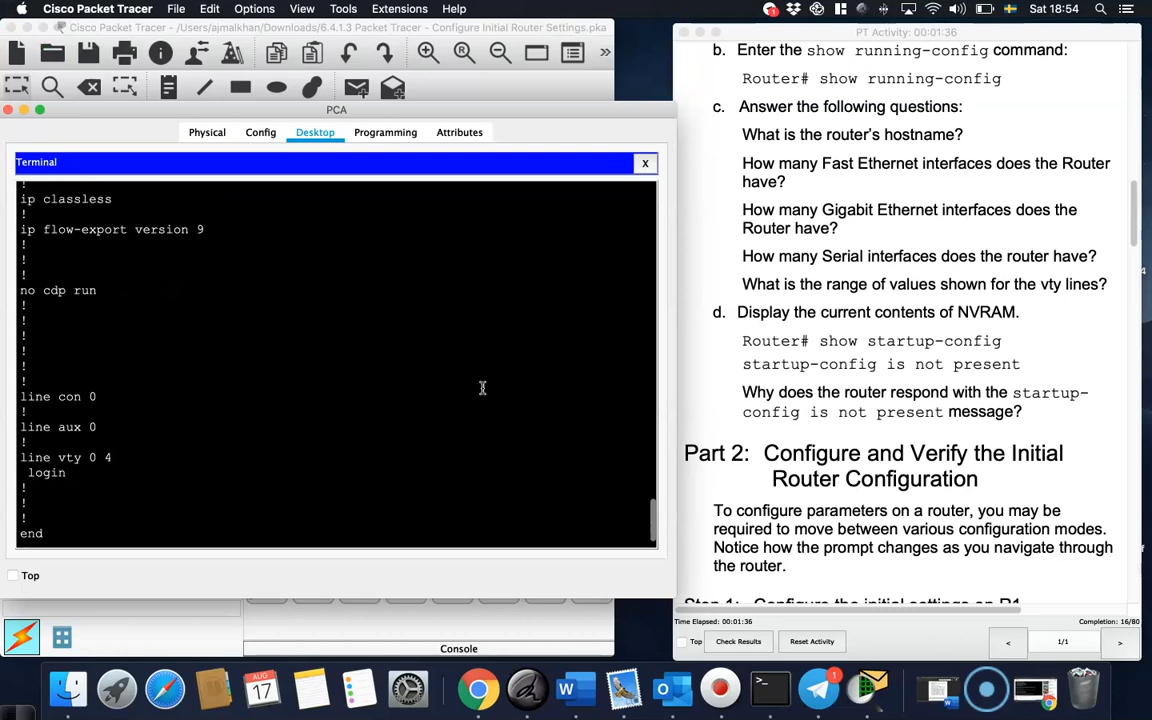 Cisco Packet Tracer File Edit Options View Tools Extensions Help Sat 18:54
Cisco Packet Tracer - /Users/ajmalkhan/Downloads/6.4.1.3 Packet Tracer - Configure Initial Router Settings.pka
PCA
Physical Config Desktop Programming Attributes
Terminal X
!
ip classless
!
ip flow-export version 9
!
!
!
no cdp run
!
!
!
!
!
!
line con 0
!
line aux 0
!
line vty 0 4
login
!
!
!
end
Top
Console
PT Activity: 00:01:36
b. Enter the show running-config command:
Router# show running-config
c. Answer the following questions:
What is the router's hostname?
How many Fast Ethernet interfaces does the Router
have?
How many Gigabit Ethernet interfaces does the
Router have?
How many Serial interfaces does the router have?
What is the range of values shown for the vty lines?
d. Display the current contents of NVRAM.
Router# show startup-config
startup-config is not present
Why does the router respond with the startup-
config is not present message?
Part 2: Configure and Verify the Initial
Router Configuration
To configure parameters on a router, you may be
required to move between various configuration modes.
Notice how the prompt changes as you navigate through
the router.
Step 1: Configure the initial settings on R1
Time Elapsed: 00:01:36 Completion: 16/80
Top Check Results Reset Activity < 1/1 >
AUG
17
1